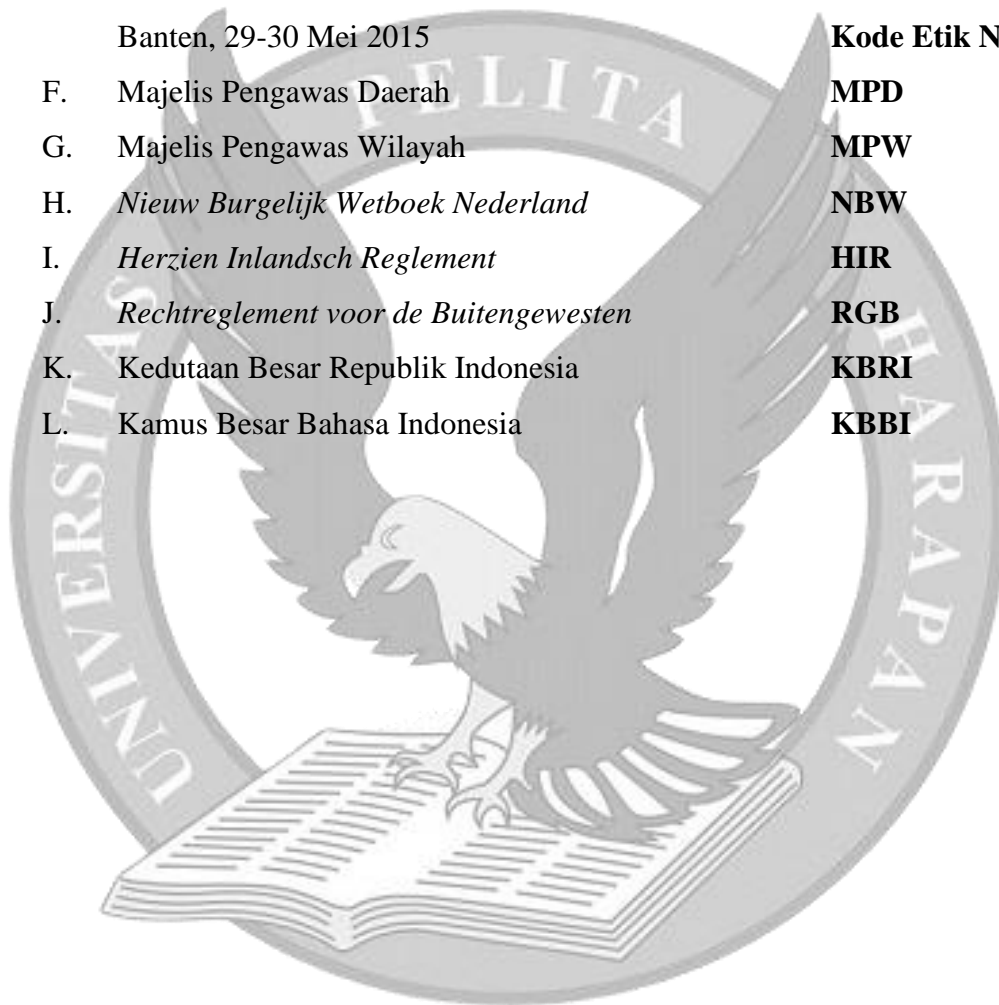 Banten, 29-30 Mei 2015 Kode Etik N
F. Majelis Pengawas Daerah MPD
G. Majelis Pengawas Wilayah MPW
H. Nieuw Burgelijk Wetboek Nederland NBW
I. Herzien Inlandsch Reglement HIR
J. Rechtreglement voor de Buitengewesten RGB
K. Kedutaan Besar Republik Indonesia KBRI
L. Kamus Besar Bahasa Indonesia KBBI
UNIVERSITAS PELITA HARAPAN